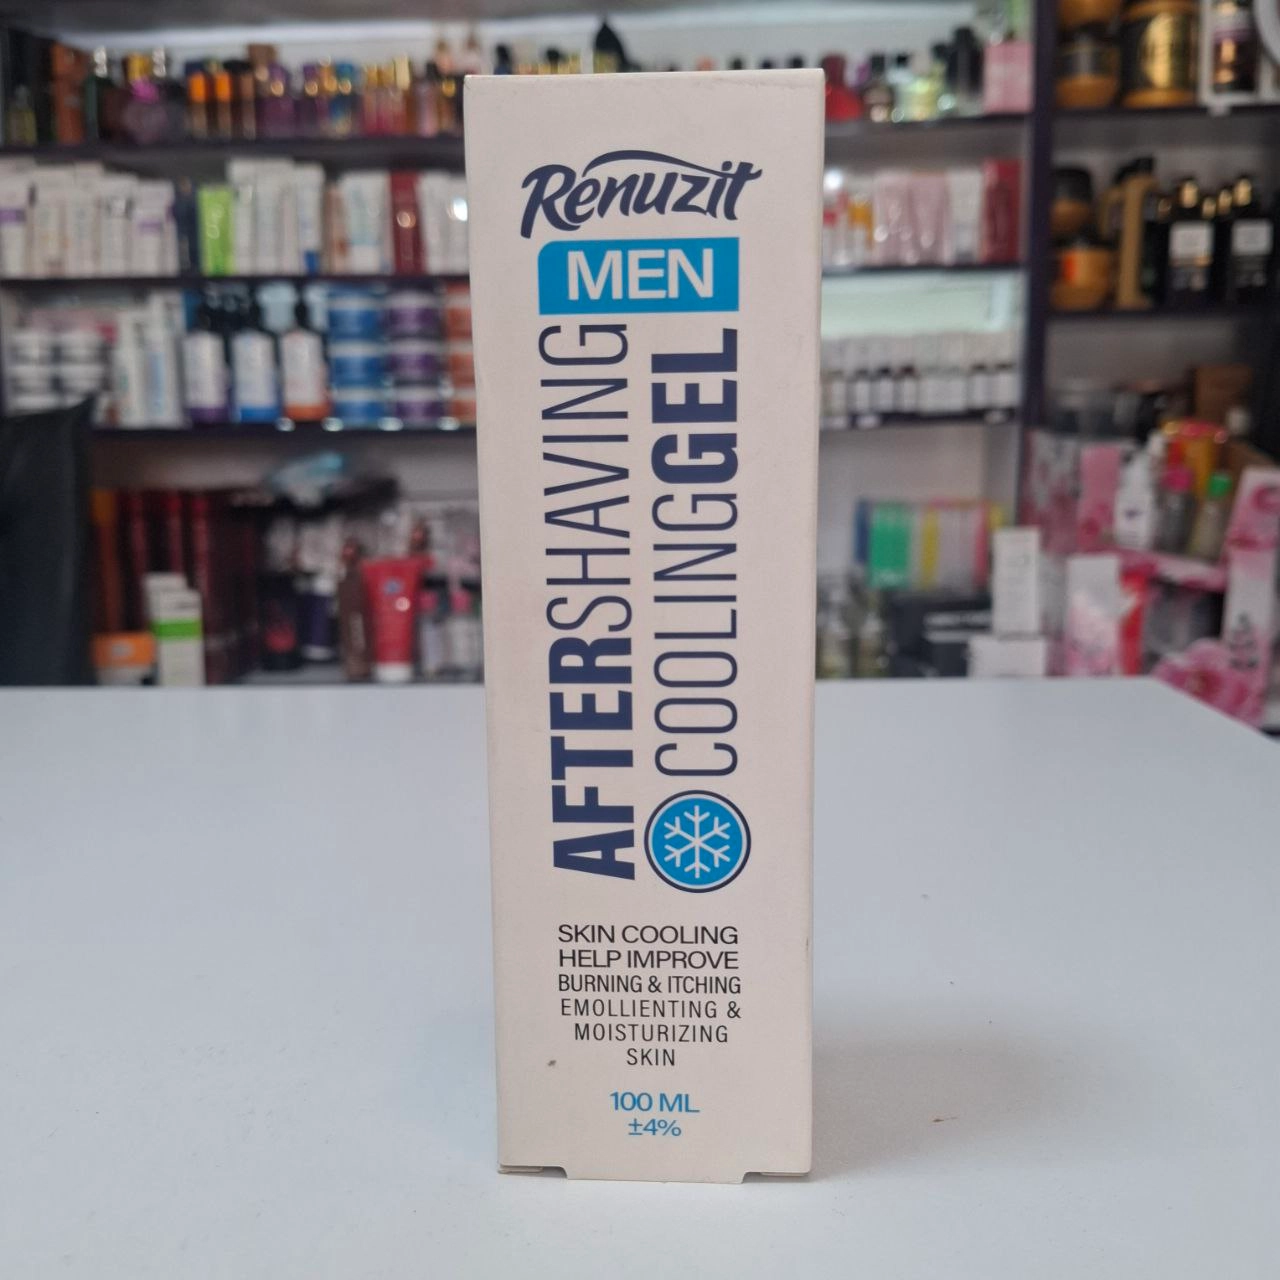 Renuzit
MEN
AFTERSHAVING
COOLINGGEL
SKIN COOLING
HELP IMPROVE
BURNING & ITCHING
EMOLLIENTING &
MOISTURIZING
SKIN
100 ML
±4%